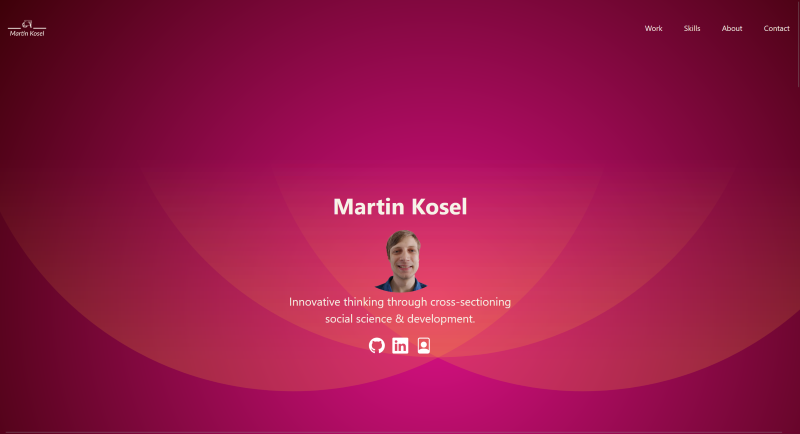 Martin Kosel
Work Skills About Contact
Martin Kosel
Innovative thinking through cross-sectioning
social science & development.